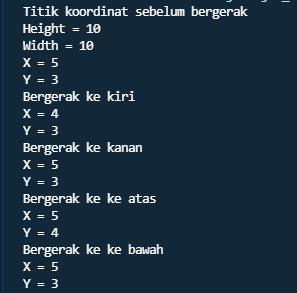 Titik koordinat sebelum bergerak
Height = 10
Width = 10
X = 5
Y = 3
Bergerak ke kiri
X = 4
Y = 3
Bergerak ke kanan
X = 5
Y = 3
Bergerak ke ke atas
X = 5
Y = 4
Bergerak ke ke bawah
X = 5
Y = 3